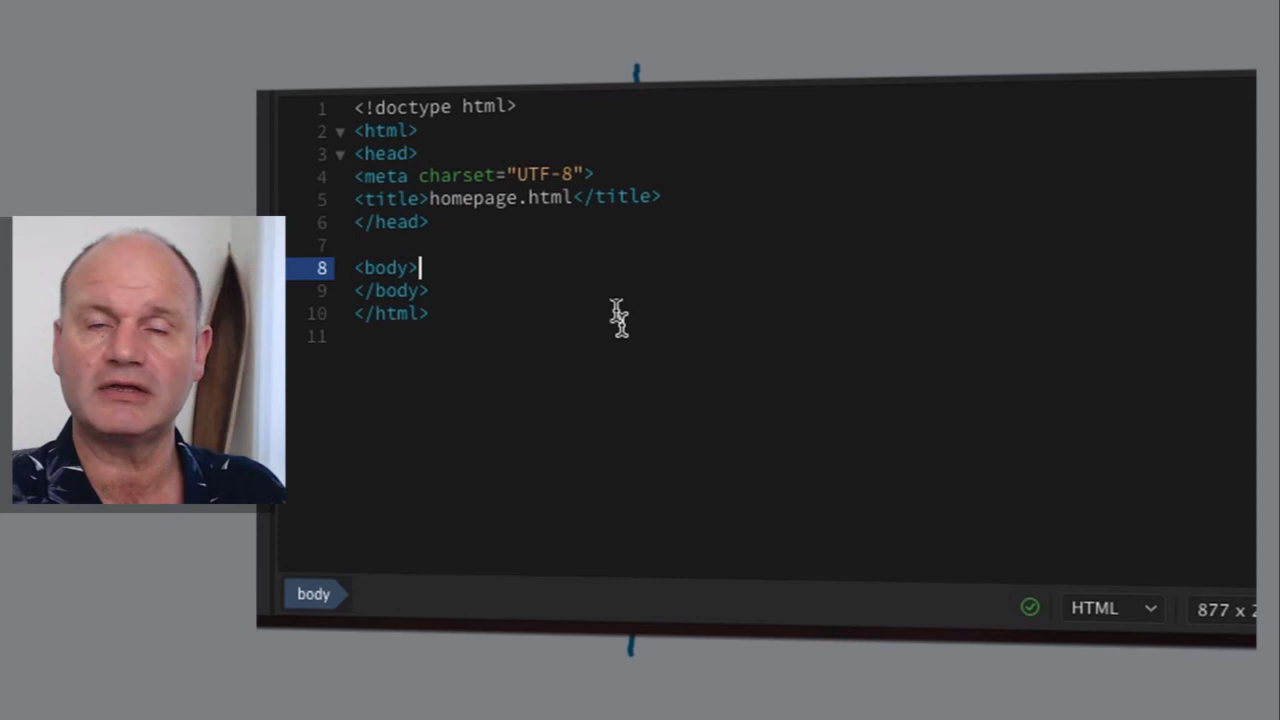 1 <!doctype html>
2 <html>
3 <head>
4 <meta charset="UTF-8">
5 <title>homepage.html</title>
6 </head>
7
8 <body>
9 </body>
10 </html>
11
body
HTML
877 x